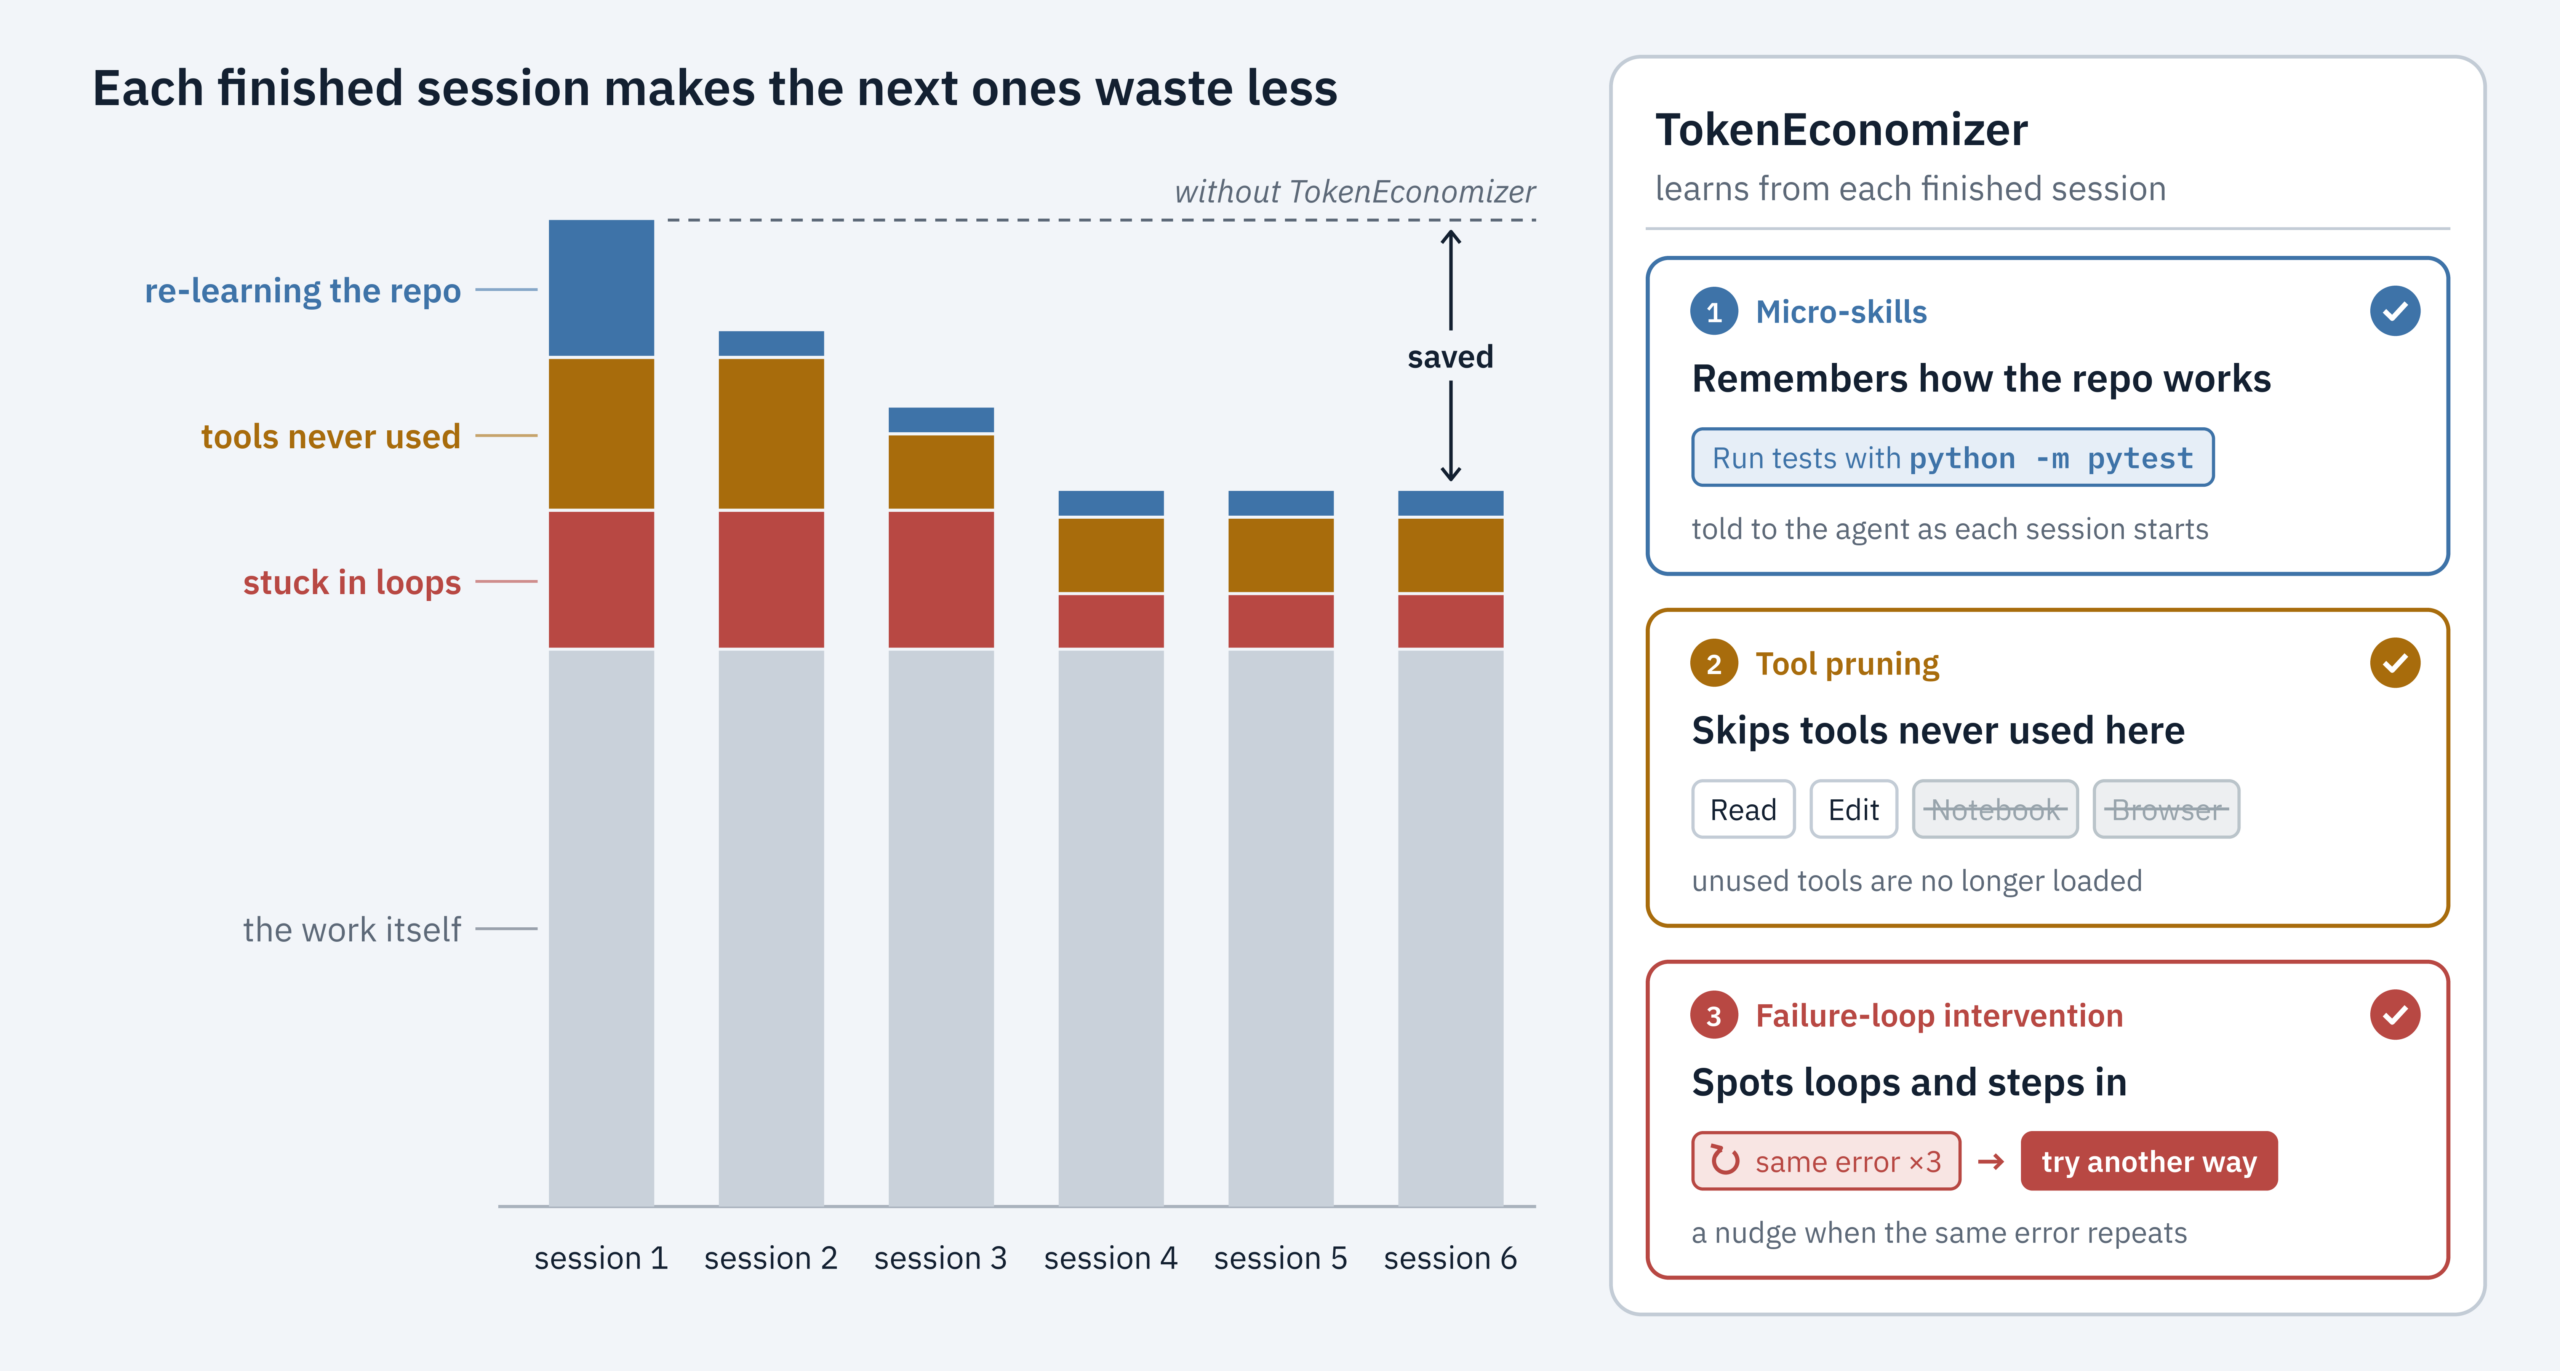 Each finished session makes the next ones waste less
without TokenEconomizer
re-learning the repo
tools never used
stuck in loops
the work itself
saved
session 1
session 2
session 3
session 4
session 5
session 6
TokenEconomizer
learns from each finished session
1 Micro-skills
Remembers how the repo works
Run tests with python -m pytest
told to the agent as each session starts
2 Tool pruning
Skips tools never used here
Read Edit Notebook Browser
unused tools are no longer loaded
3 Failure-loop intervention
Spots loops and steps in
same error ×3 → try another way
a nudge when the same error repeats